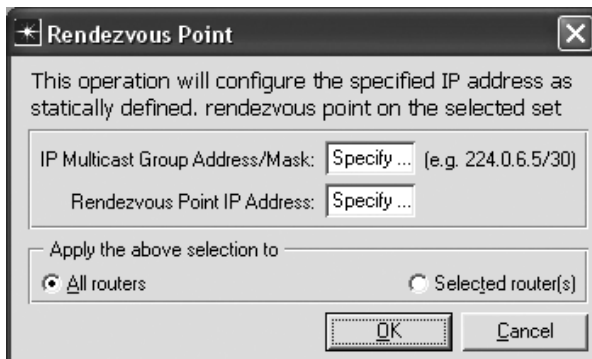 Rendezvous Point
This operation will configure the specified IP address as
statically defined. rendezvous point on the selected set
IP Multicast Group Address/Mask: Specify ... (e.g. 224.0.6.5/30)
Rendezvous Point IP Address: Specify ...
Apply the above selection to
All routers Selected router(s)
OK Cancel